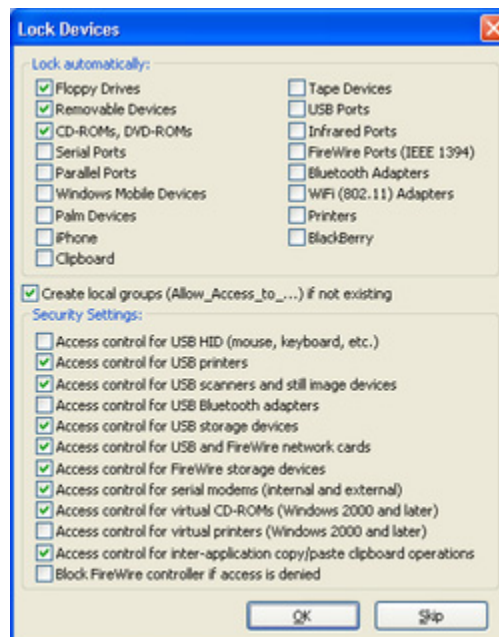 Lock Devices
Lock automatically:
Floppy Drives
Removable Devices
CD-ROMs, DVD-ROMs
Serial Ports
Parallel Ports
Windows Mobile Devices
Palm Devices
iPhone
Clipboard
Tape Devices
USB Ports
Infrared Ports
FireWire Ports (IEEE 1394)
Bluetooth Adapters
WiFi (802.11) Adapters
Printers
BlackBerry
Create local groups (Allow_Access_to_...) if not existing
Security Settings:
Access control for USB HID (mouse, keyboard, etc.)
Access control for USB printers
Access control for USB scanners and still image devices
Access control for USB Bluetooth adapters
Access control for USB storage devices
Access control for USB and FireWire network cards
Access control for FireWire storage devices
Access control for serial modems (internal and external)
Access control for virtual CD-ROMs (Windows 2000 and later)
Access control for virtual printers (Windows 2000 and later)
Access control for inter-application copy/paste clipboard operations
Block FireWire controller if access is denied
OK
Skip